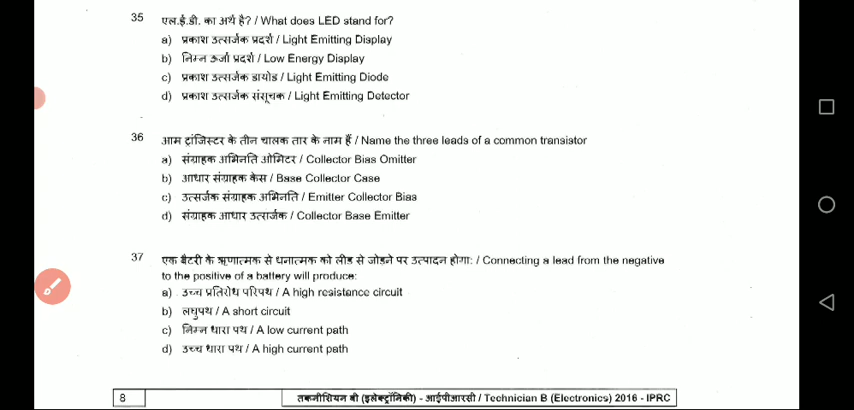 35 एल.ई.डी. का अर्थ है? / What does LED stand for?
a) प्रकाश उत्सर्जक प्रदर्श / Light Emitting Display
b) निम्न ऊर्जा प्रदर्श / Low Energy Display
c) प्रकाश उत्सर्जक डायोड / Light Emitting Diode
d) प्रकाश उत्सर्जक संसूचक / Light Emitting Detector
36 आम ट्रांजिस्टर के तीन चालक तार के नाम हैं / Name the three leads of a common transistor
a) संग्राहक अभिनति ओमिटर / Collector Bias Omitter
b) आधार संग्राहक केस / Base Collector Case
c) उत्सर्जक संग्राहक अभिनति / Emitter Collector Bias
d) संग्राहक आधार उत्सर्जक / Collector Base Emitter
37 एक बैटरी के ऋणात्मक से धनात्मक को लीड से जोड़ने पर उत्पादन होगा: / Connecting a lead from the negative
to the positive of a battery will produce:
a) उच्च प्रतिरोध परिपथ / A high resistance circuit
b) लघुपथ / A short circuit
c) निम्न धारा पथ / A low current path
d) उच्च धारा पथ / A high current path
8 तकनीशियन बी (इलेक्ट्रॉनिकी) - आईपीआरसी / Technician B (Electronics) 2016 - IPRC